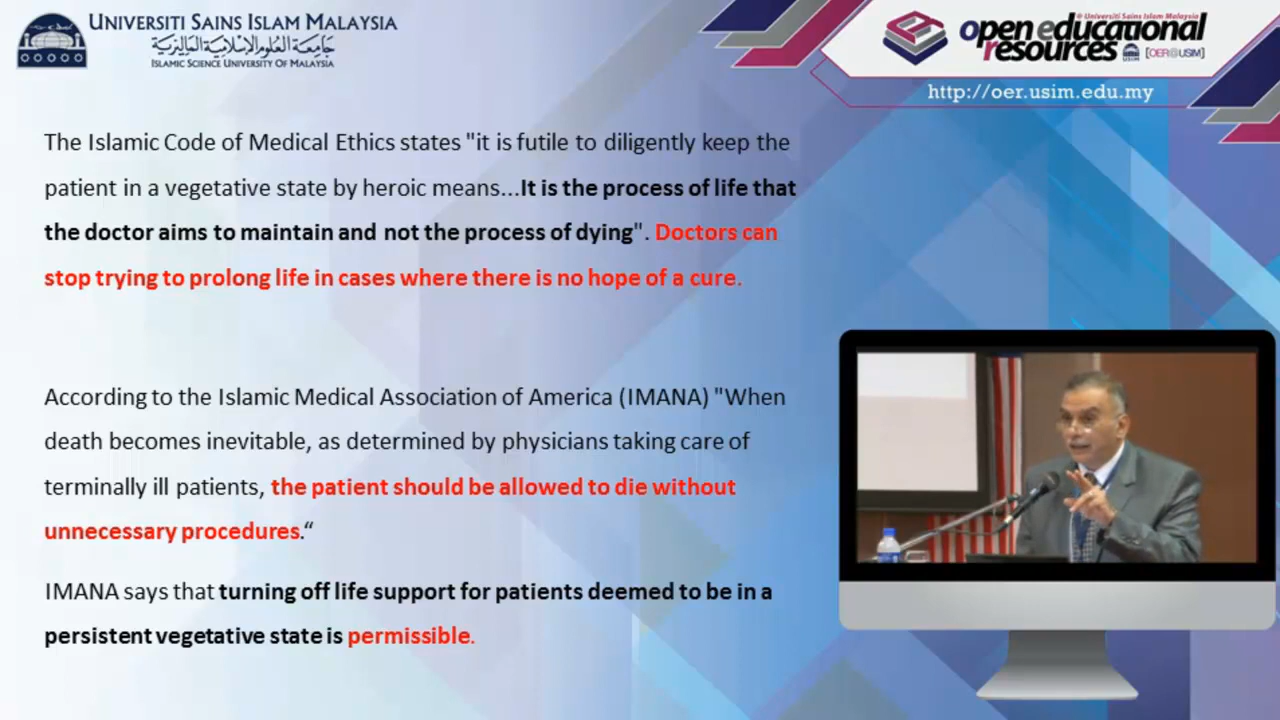 UNIVERSITI SAINS ISLAM MALAYSIA
جامعة العلوم الإسلامية الماليزية
ISLAMIC SCIENCE UNIVERSITY OF MALAYSIA
@ Universiti Sains Islam Malaysia
open educational
resources
USIM
[OER@USIM]
http://oer.usim.edu.my
The Islamic Code of Medical Ethics states "it is futile to diligently keep the
patient in a vegetative state by heroic means...It is the process of life that
the doctor aims to maintain and not the process of dying". Doctors can
stop trying to prolong life in cases where there is no hope of a cure.
According to the Islamic Medical Association of America (IMANA) "When
death becomes inevitable, as determined by physicians taking care of
terminally ill patients, the patient should be allowed to die without
unnecessary procedures.“
IMANA says that turning off life support for patients deemed to be in a
persistent vegetative state is permissible.